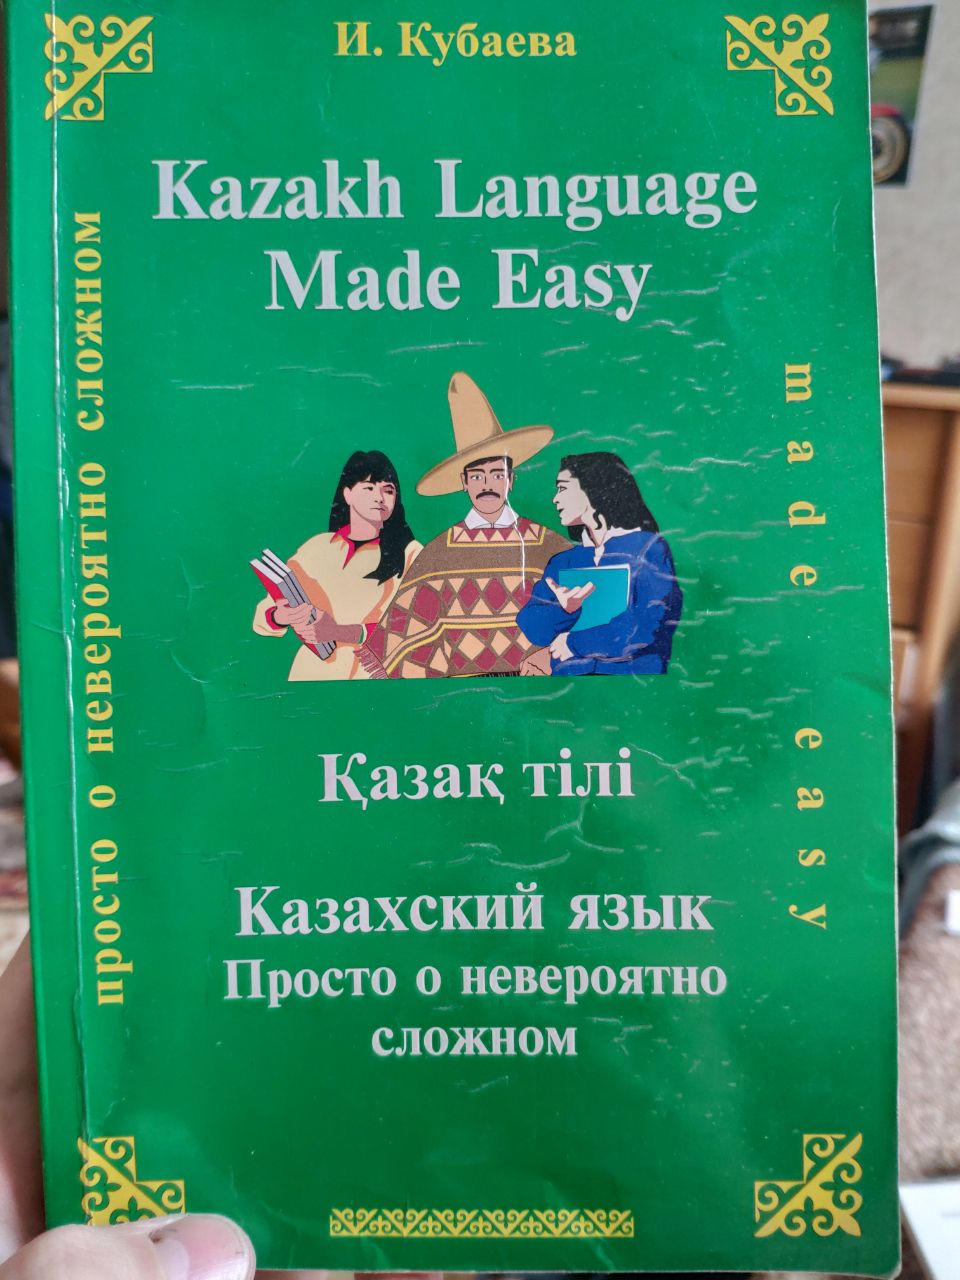 И. Кубаева
Kazakh Language
Made Easy
просто о невероятно сложном
made easy
Қазақ тілі
Казахский язык
Просто о невероятно
сложном